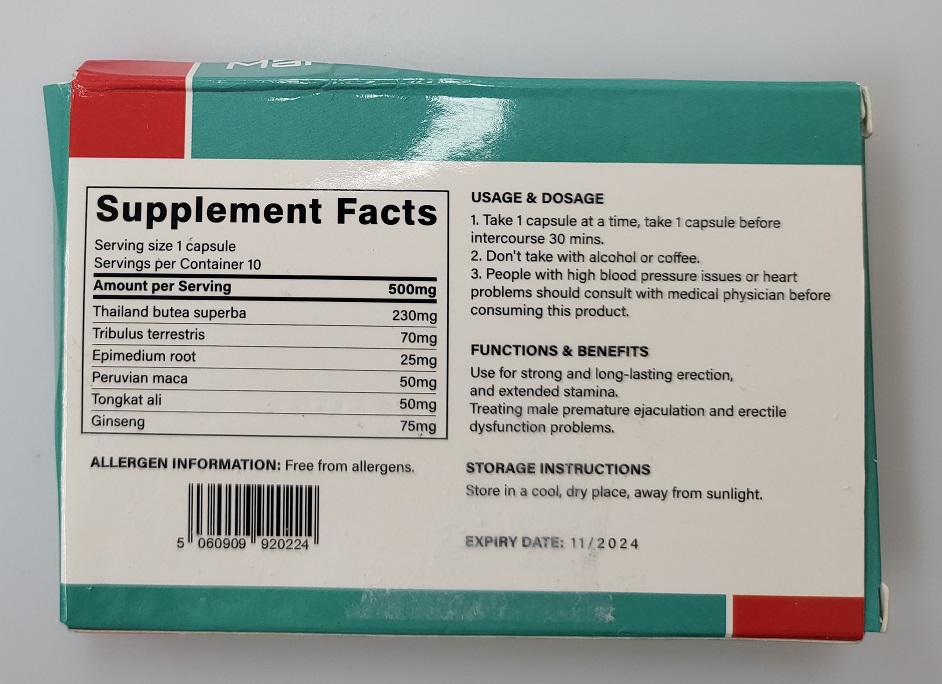 Supplement Facts
Serving size 1 capsule
Servings per Container 10
Amount per Serving 500mg
Thailand butea superba 230mg
Tribulus terrestris 70mg
Epimedium root 25mg
Peruvian maca 50mg
Tongkat ali 50mg
Ginseng 75mg
ALLERGEN INFORMATION: Free from allergens.
5 060909 920224
USAGE & DOSAGE
1. Take 1 capsule at a time, take 1 capsule before
intercourse 30 mins.
2. Don't take with alcohol or coffee.
3. People with high blood pressure issues or heart
problems should consult with medical physician before
consuming this product.
FUNCTIONS & BENEFITS
Use for strong and long-lasting erection,
and extended stamina.
Treating male premature ejaculation and erectile
dysfunction problems.
STORAGE INSTRUCTIONS
Store in a cool, dry place, away from sunlight.
EXPIRY DATE: 11/2024